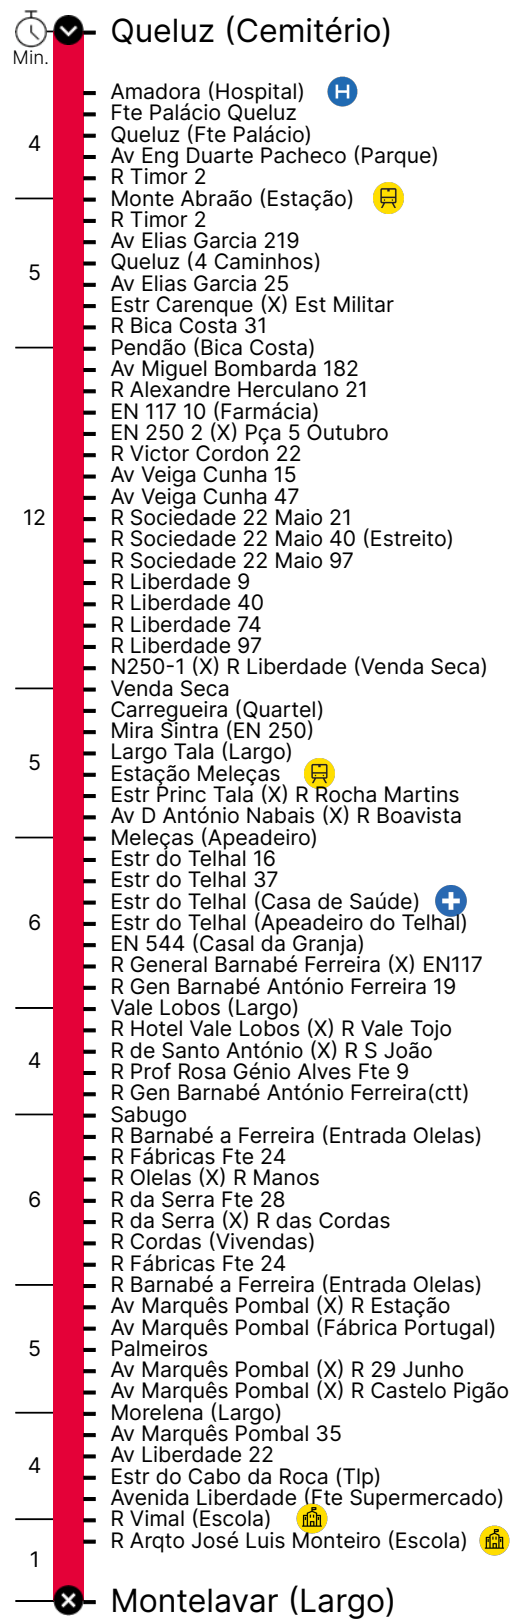 Queluz (Cemitério)
Min.
Amadora (Hospital) H
Fte Palácio Queluz
Queluz (Fte Palácio)
4
Av Eng Duarte Pacheco (Parque)
R Timor 2
Monte Abraão (Estação)
R Timor 2
Av Elias Garcia 219
Queluz (4 Caminhos)
5
Av Elias Garcia 25
Estr Carenque (X) Est Militar
R Bica Costa 31
Pendão (Bica Costa)
Av Miguel Bombarda 182
R Alexandre Herculano 21
EN 117 10 (Farmácia)
EN 250 2 (X) Pça 5 Outubro
R Victor Cordon 22
Av Veiga Cunha 15
Av Veiga Cunha 47
12
R Sociedade 22 Maio 21
R Sociedade 22 Maio 40 (Estreito)
R Sociedade 22 Maio 97
R Liberdade 9
R Liberdade 40
R Liberdade 74
R Liberdade 97
N250-1 (X) R Liberdade (Venda Seca)
Venda Seca
Carregueira (Quartel)
Mira Sintra (EN 250)
Largo Tala (Largo)
5
Estação Meleças
Estr Princ Tala (X) R Rocha Martins
Av D António Nabais (X) R Boavista
Meleças (Apeadeiro)
Estr do Telhal 16
Estr do Telhal 37
Estr do Telhal (Casa de Saúde)
6
Estr do Telhal (Apeadeiro do Telhal)
EN 544 (Casal da Granja)
R General Barnabé Ferreira (X) EN117
R Gen Barnabé António Ferreira 19
Vale Lobos (Largo)
R Hotel Vale Lobos (X) R Vale Tojo
R de Santo António (X) R S João
4
R Prof Rosa Génio Alves Fte 9
R Gen Barnabé António Ferreira(ctt)
Sabugo
R Barnabé a Ferreira (Entrada Olelas)
R Fábricas Fte 24
R Olelas (X) R Manos
6
R da Serra Fte 28
R da Serra (X) R das Cordas
R Cordas (Vivendas)
R Fábricas Fte 24
R Barnabé a Ferreira (Entrada Olelas)
Av Marquês Pombal (X) R Estação
Av Marquês Pombal (Fábrica Portugal)
5
Palmeiros
Av Marquês Pombal (X) R 29 Junho
Av Marquês Pombal (X) R Castelo Pigão
Morelena (Largo)
Av Marquês Pombal 35
Av Liberdade 22
4
Estr do Cabo da Roca (Tlp)
Avenida Liberdade (Fte Supermercado)
R Vimal (Escola)
R Arqto José Luis Monteiro (Escola)
1
Montelavar (Largo)